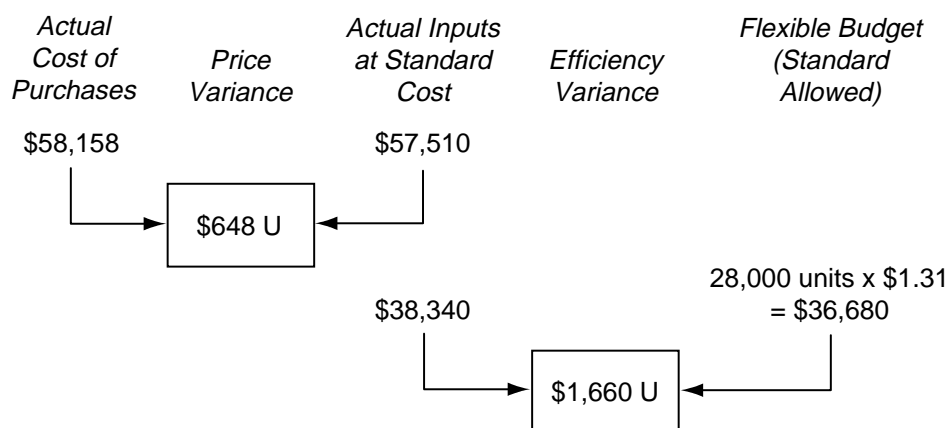 Actual
Cost of
Purchases
Price
Variance
Actual Inputs
at Standard
Cost
Efficiency
Variance
Flexible Budget
(Standard
Allowed)
$58,158
$57,510
$648 U
$38,340
28,000 units x $1.31
= $36,680
$1,660 U